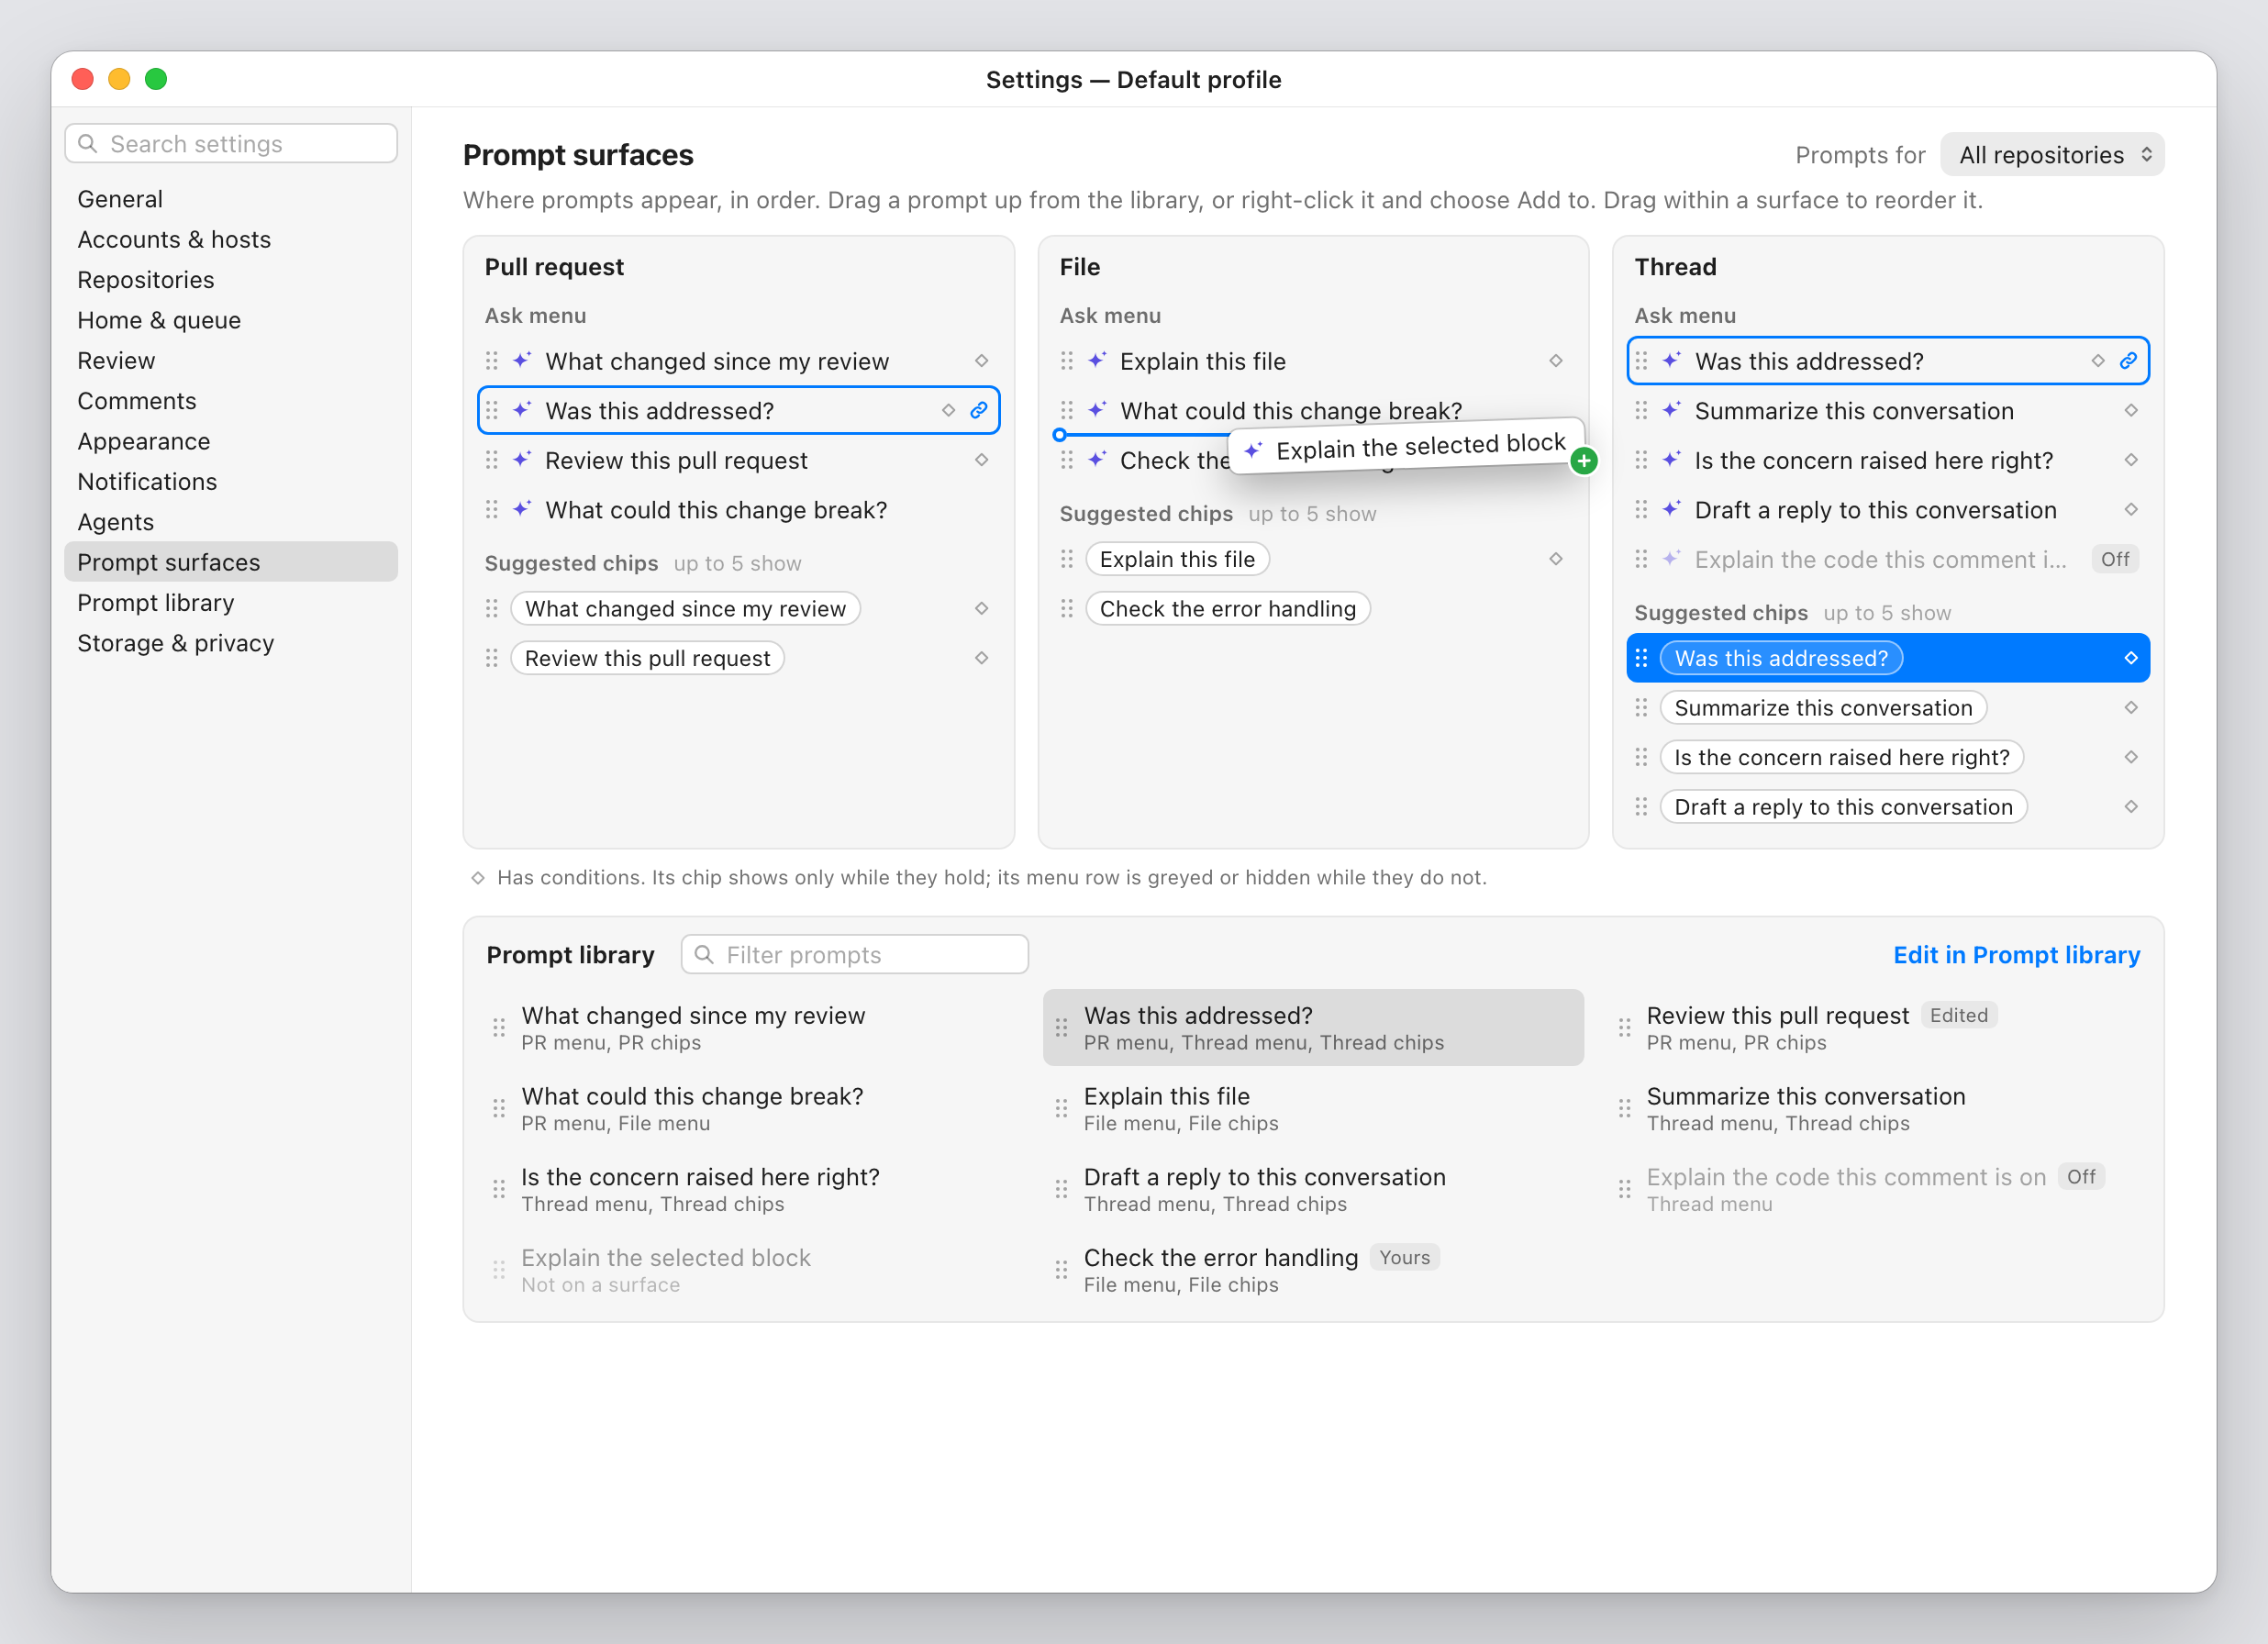 Settings — Default profile
Search settings
General
Accounts & hosts
Repositories
Home & queue
Review
Comments
Appearance
Notifications
Agents
Prompt surfaces
Prompt library
Storage & privacy
Prompt surfaces
Prompts for All repositories
Where prompts appear, in order. Drag a prompt up from the library, or right-click it and choose Add to. Drag within a surface to reorder it.
Pull request
Ask menu
What changed since my review
Was this addressed?
Review this pull request
What could this change break?
Suggested chips up to 5 show
What changed since my review
Review this pull request
File
Ask menu
Explain this file
What could this change break?
Explain the selected block
Check the
Suggested chips up to 5 show
Explain this file
Check the error handling
Thread
Ask menu
Was this addressed?
Summarize this conversation
Is the concern raised here right?
Draft a reply to this conversation
Explain the code this comment i... Off
Suggested chips up to 5 show
Was this addressed?
Summarize this conversation
Is the concern raised here right?
Draft a reply to this conversation
Has conditions. Its chip shows only while they hold; its menu row is greyed or hidden while they do not.
Prompt library
Filter prompts
Edit in Prompt library
What changed since my review
PR menu, PR chips
Was this addressed?
PR menu, Thread menu, Thread chips
Review this pull request Edited
PR menu, PR chips
What could this change break?
PR menu, File menu
Explain this file
File menu, File chips
Summarize this conversation
Thread menu, Thread chips
Is the concern raised here right?
Thread menu, Thread chips
Draft a reply to this conversation
Thread menu, Thread chips
Explain the code this comment is on Off
Thread menu
Explain the selected block
Not on a surface
Check the error handling Yours
File menu, File chips